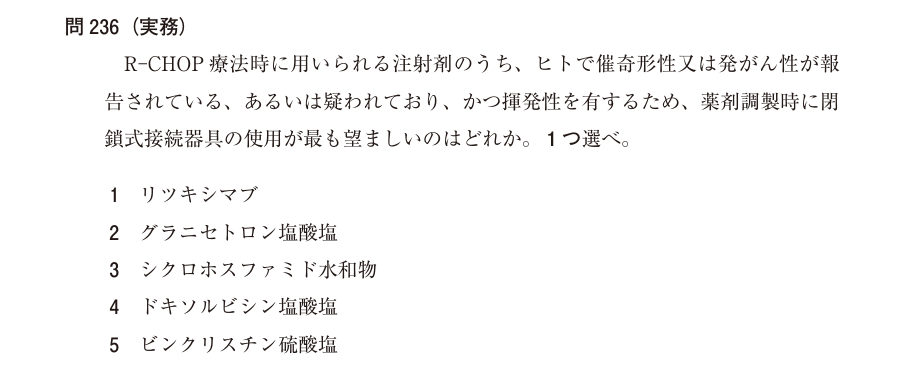 問 236（実務）
R-CHOP 療法時に用いられる注射剤のうち、ヒトで催奇形性又は発がん性が報
告されている、あるいは疑われており、かつ揮発性を有するため、薬剤調製時に閉
鎖式接続器具の使用が最も望ましいのはどれか。1つ選べ。
1 リツキシマブ
2 グラニセトロン塩酸塩
3 シクロホスファミド水和物
4 ドキソルビシン塩酸塩
5 ビンクリスチン硫酸塩